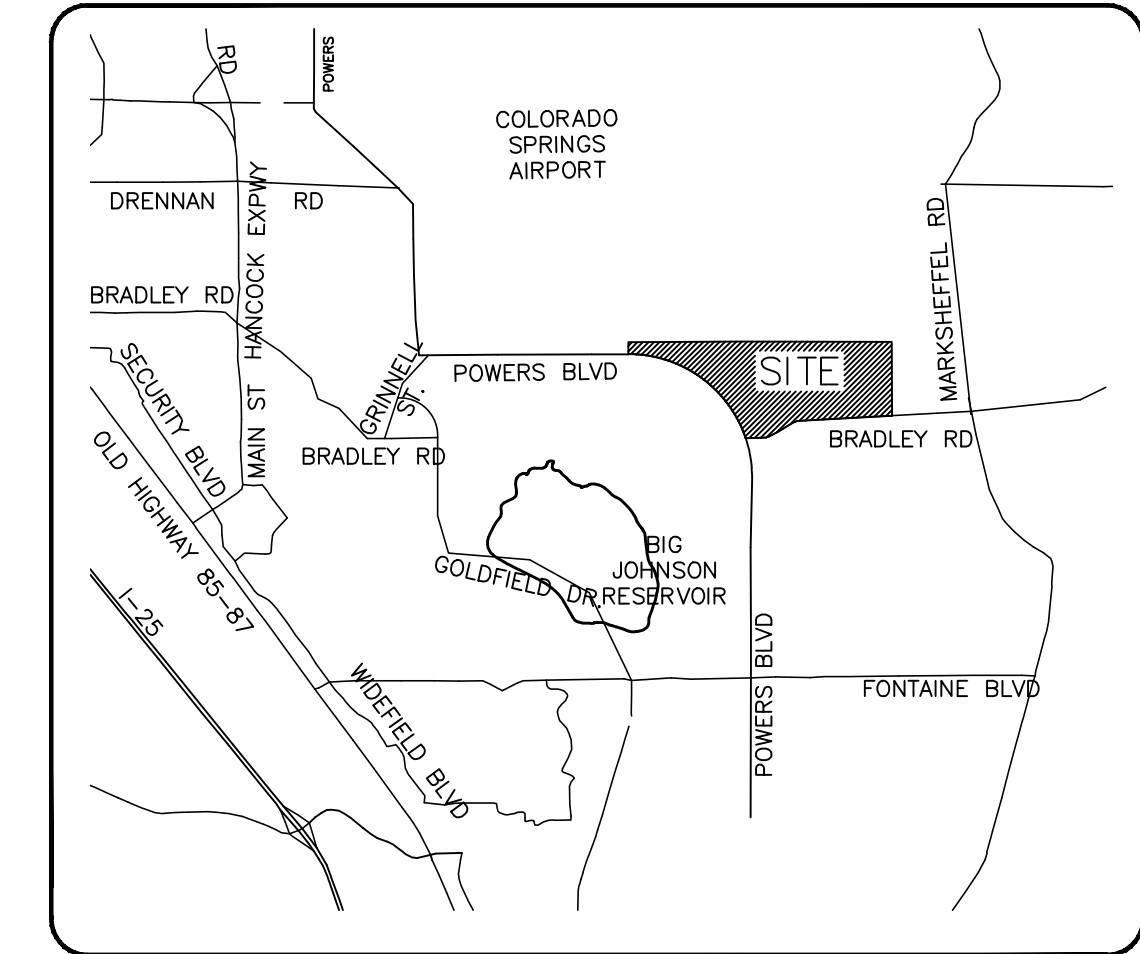 RD
POWERS
COLORADO
SPRINGS
AIRPORT
DRENNAN RD
HANCOCK EXPWY
MAIN ST
MARKSHEFFEL RD
BRADLEY RD
SECURITY BLVD
GRINNELL
ST.
POWERS BLVD
SITE
BRADLEY RD
BRADLEY RD
OLD HIGHWAY 85-87
BIG
JOHNSON
RESERVOIR
GOLDFIELD DR.
I-25
POWERS BLVD
WIDEFIELD BLVD
FONTAINE BLVD